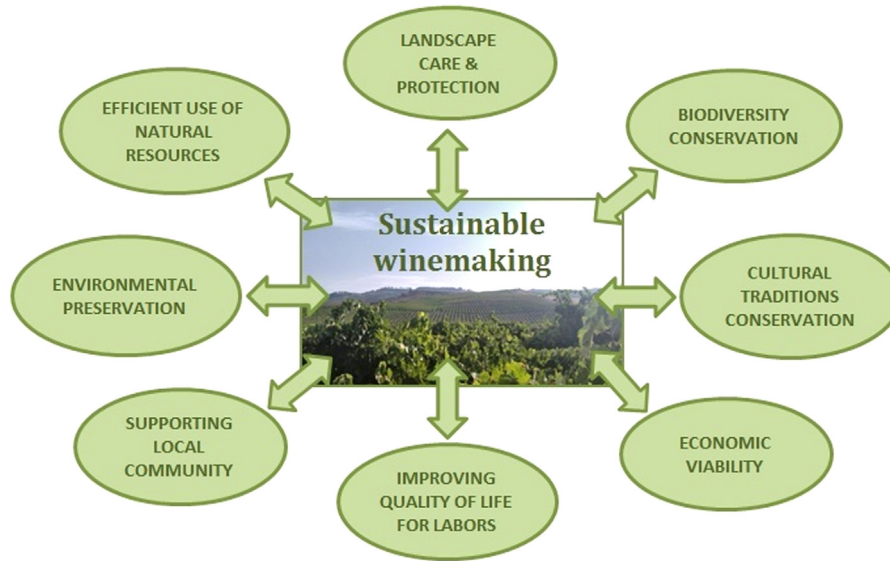 LANDSCAPE
CARE &
PROTECTION
EFFICIENT USE OF
NATURAL
RESOURCES
BIODIVERSITY
CONSERVATION
Sustainable
winemaking
ENVIRONMENTAL
PRESERVATION
CULTURAL
TRADITIONS
CONSERVATION
SUPPORTING
LOCAL
COMMUNITY
ECONOMIC
VIABILITY
IMPROVING
QUALITY OF LIFE
FOR LABORS